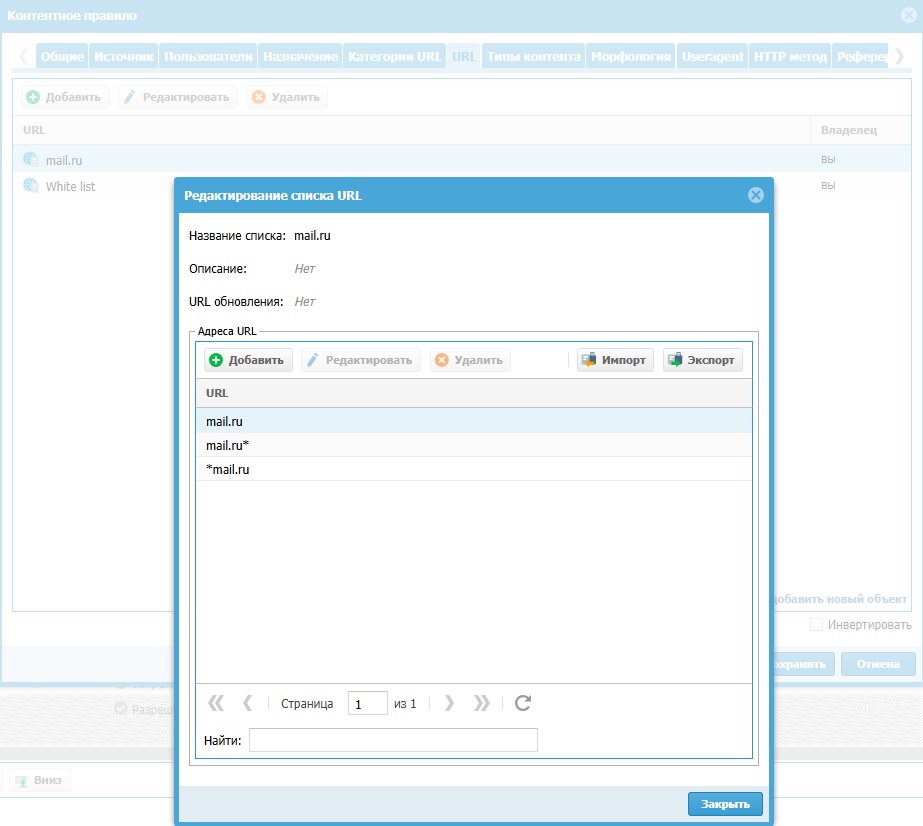 Контентное правило
Общие Источник Пользователи Назначение Категории URL URL Типы контента Морфология Useragent HTTP метод
Добавить Редактировать Удалить
URL Владелец
mail.ru вы
White list вы
Редактирование списка URL
Название списка: mail.ru
Описание: Нет
URL обновления: Нет
Адреса URL
Добавить Редактировать Удалить Импорт Экспорт
URL
mail.ru
mail.ru*
*mail.ru
добавить новый объект
Инвертировать
Отмена
Страница 1 из 1
Найти:
Вниз
Закрыть